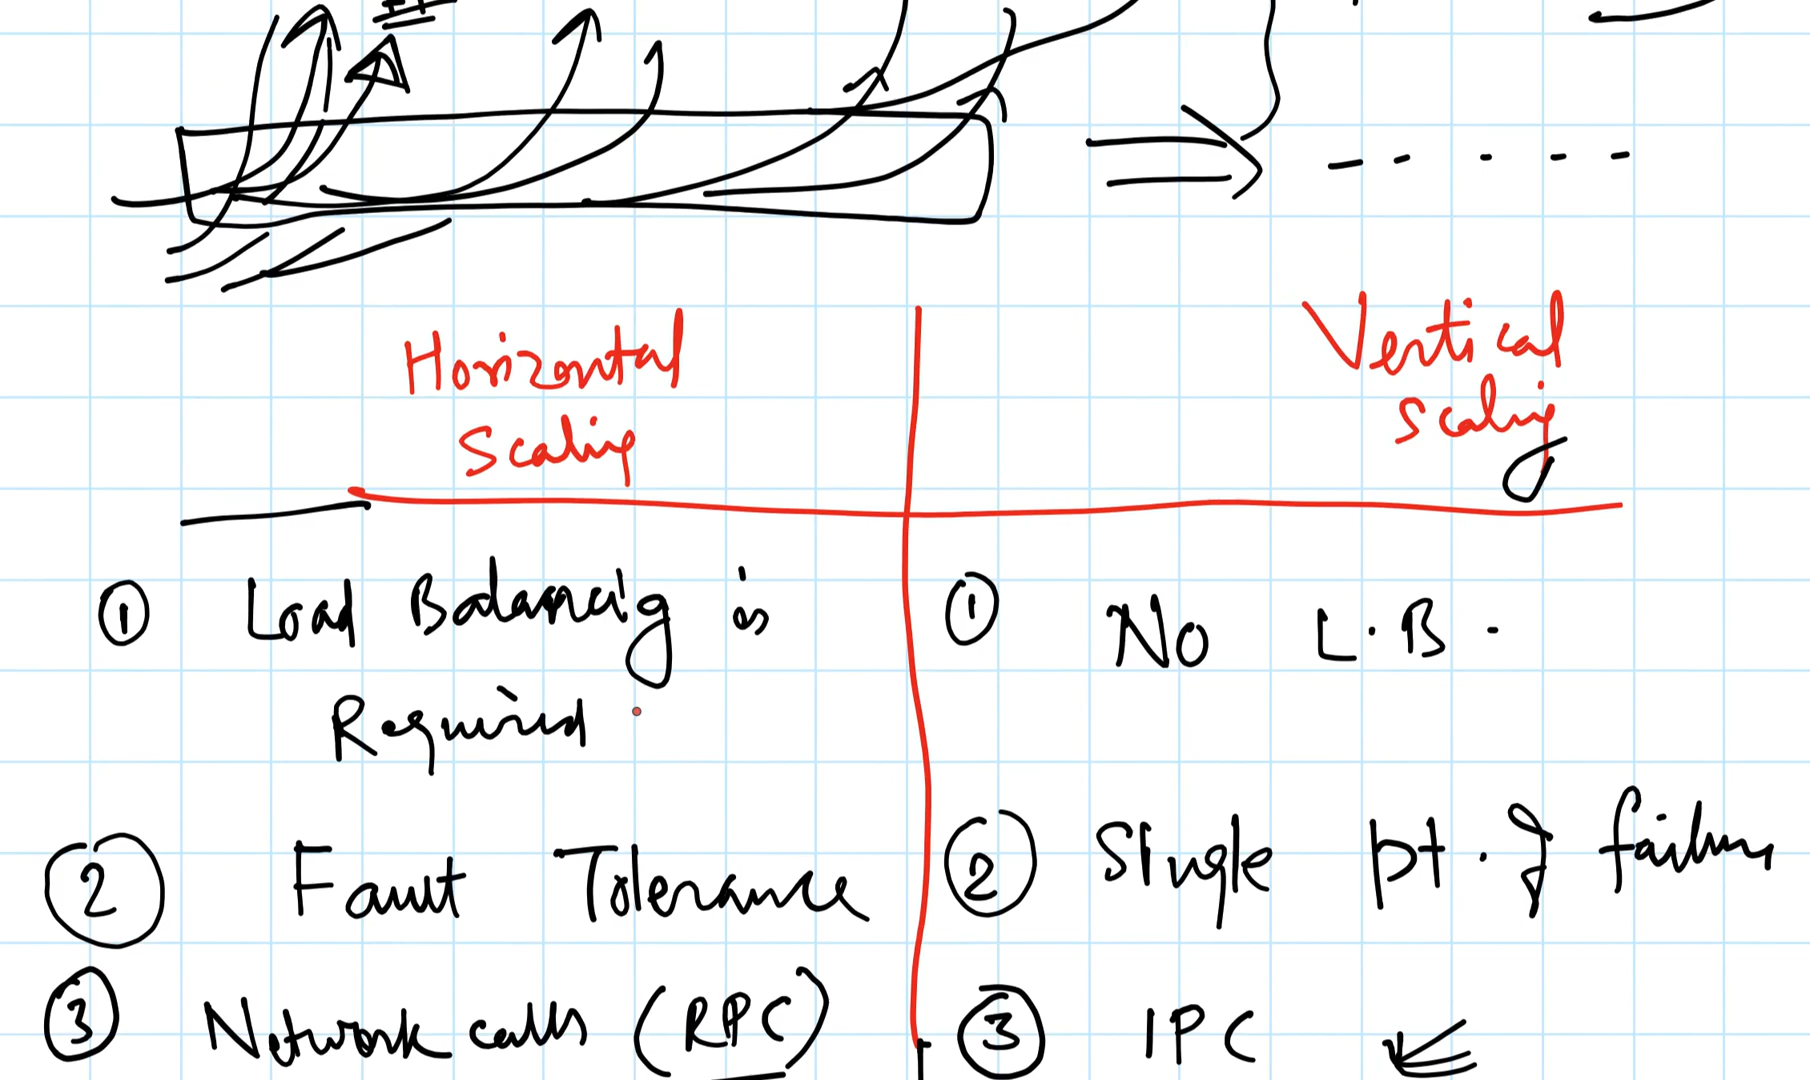 Horizontal
Scaling
Vertical
Scaling
① Load Balancing is
Required
① No L.B.
② Fault Tolerance
② Single pt. of failure
③ Network calls (RPC)
③ IPC